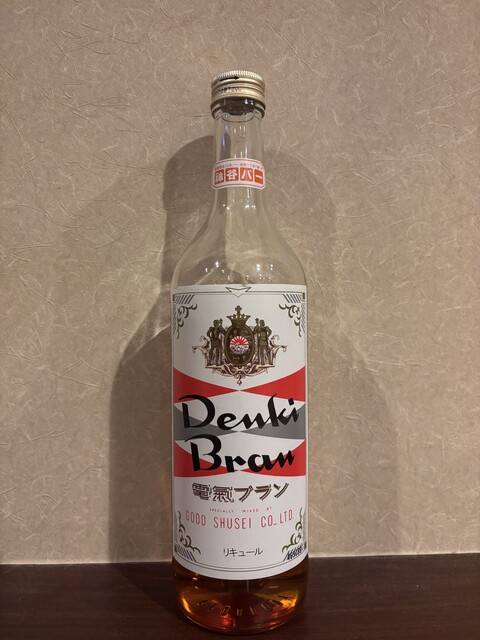 神谷バー
Denki
Bran
電氣ブラン
SPECIALLY MIXED BY
GODO SHUSEI CO., LTD.
リキュール